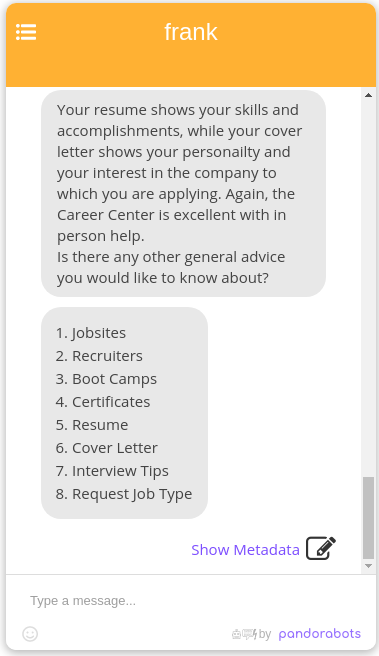 frank
Your resume shows your skills and
accomplishments, while your cover
letter shows your personailty and
your interest in the company to
which you are applying. Again, the
Career Center is excellent with in
person help.
Is there any other general advice
you would like to know about?
1. Jobsites
2. Recruiters
3. Boot Camps
4. Certificates
5. Resume
6. Cover Letter
7. Interview Tips
8. Request Job Type
Show Metadata
Type a message...
by pandorabots